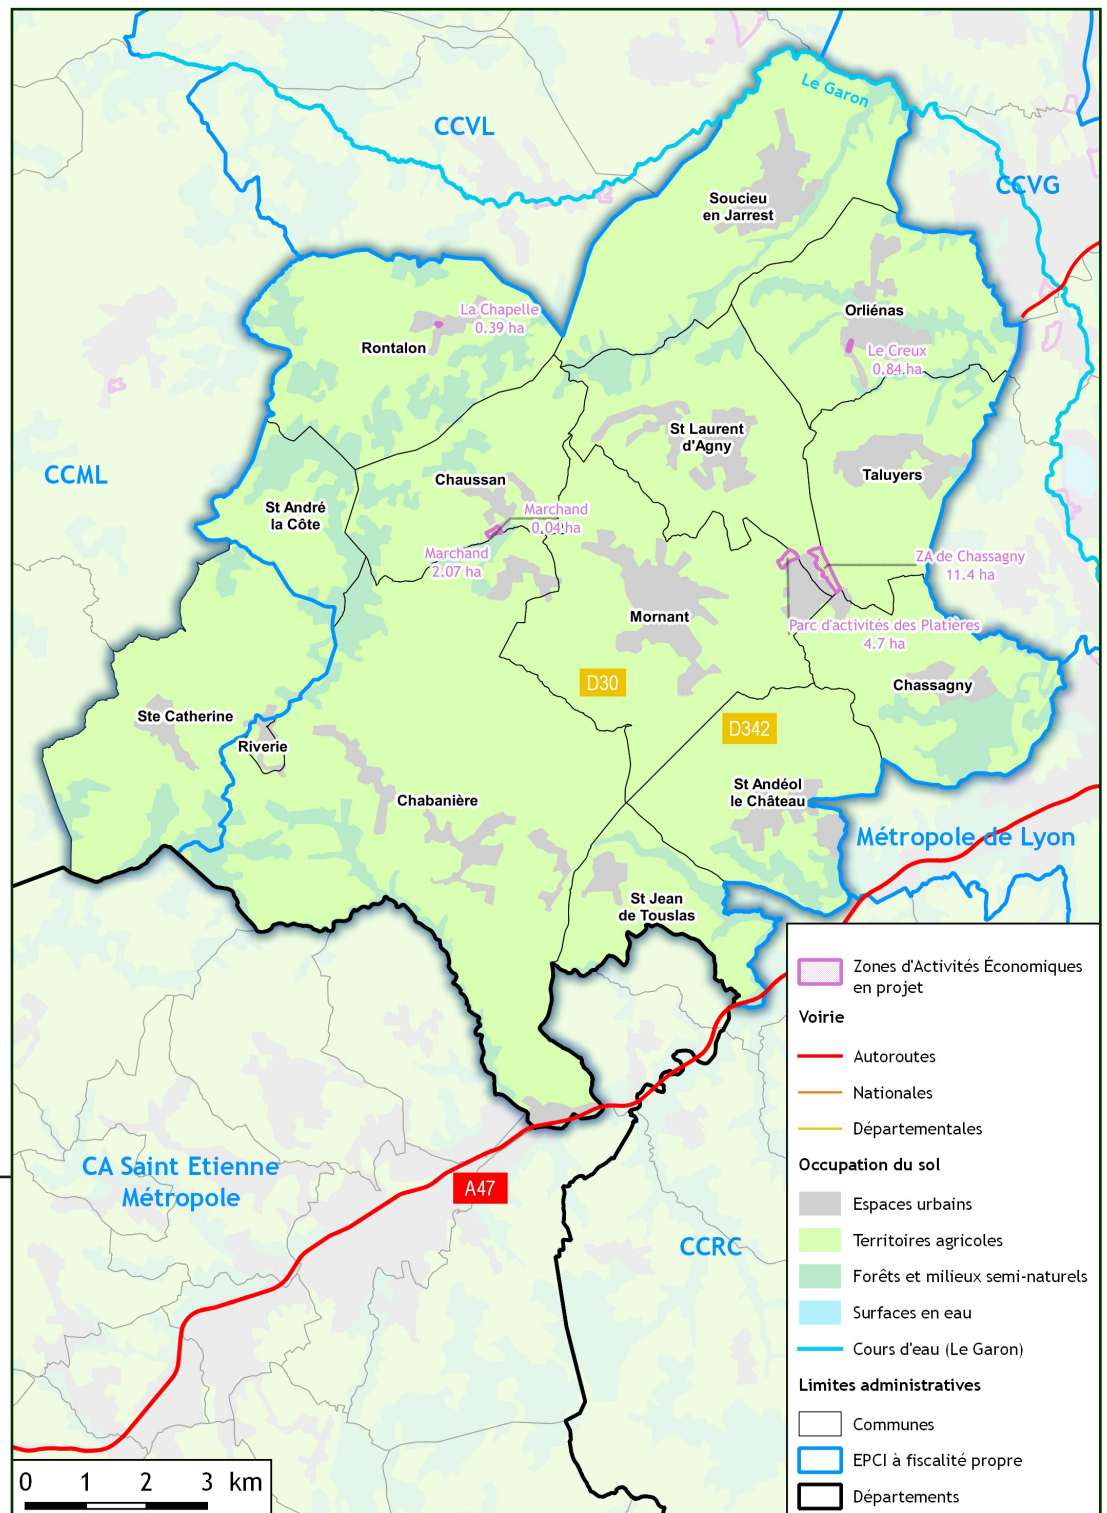 Le Garon
CCVL
CCVG
Soucieu
en Jarrest
La Chapelle
0.39 ha
Orliénas
Rontalon
Le Creux
0.84 ha
St Laurent
d'Agny
CCML
Chaussan
Taluyers
St André
la Côte
Marchand
0.04 ha
Marchand
2.07 ha
ZA de Chassagny
11.4 ha
Mornant
Parc d'activités des Platières
4.7 ha
D30
Chassagny
Ste Catherine
D342
Riverie
St Andéol
le Château
Chabanière
Métropole de Lyon
St Jean
de Touslas
CA Saint Etienne
Métropole
A47
CCRC
Zones d'Activités Économiques
en projet
Voirie
Autoroutes
Nationales
Départementales
Occupation du sol
Espaces urbains
Territoires agricoles
Forêts et milieux semi-naturels
Surfaces en eau
Cours d'eau (Le Garon)
Limites administratives
Communes
EPCI à fiscalité propre
Départements
0 1 2 3 km